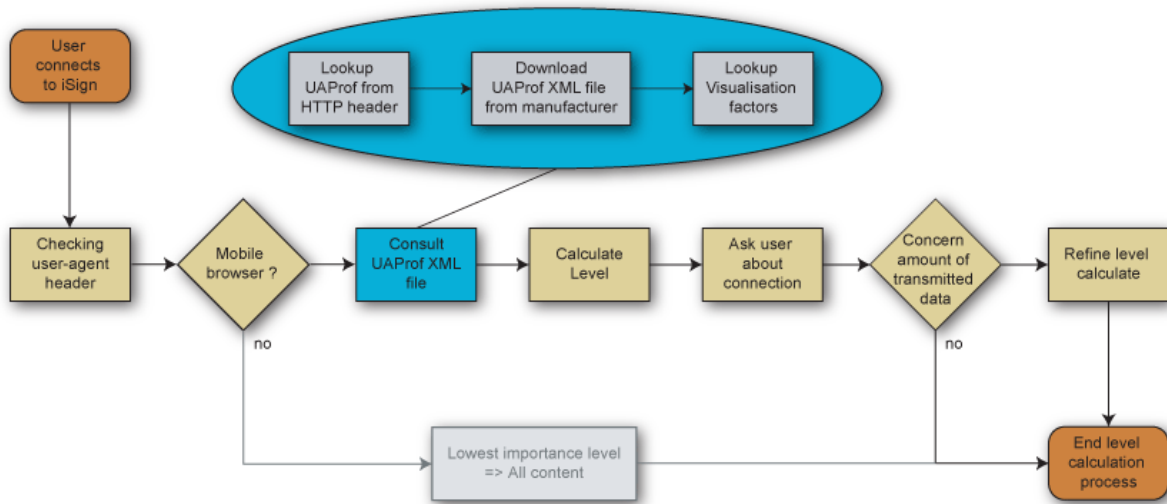 User
connects
to iSign
Lookup
UAProf from
HTTP header
Download
UAProf XML file
from manufacturer
Lookup
Visualisation
factors
Checking
user-agent
header
Mobile
browser ?
Consult
UAProf XML
file
Calculate
Level
Ask user
about
connection
Concern
amount of
transmitted
data
Refine level
calculate
no
no
Lowest importance level
=> All content
End level
calculation
process